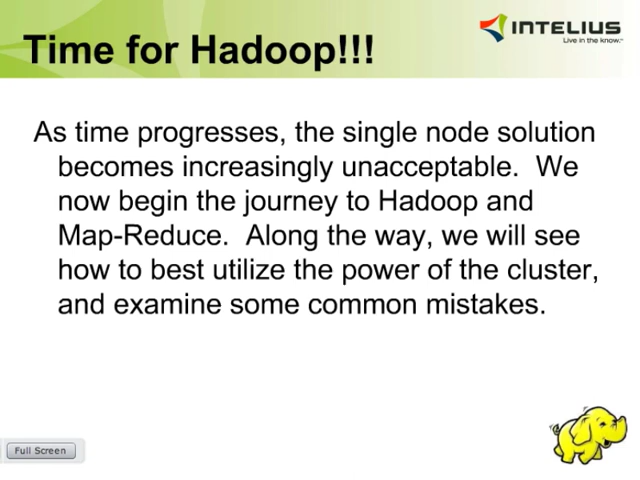 Time for Hadoop!!!
INTELIUS
Live in the know.™
As time progresses, the single node solution
becomes increasingly unacceptable. We
now begin the journey to Hadoop and
Map-Reduce. Along the way, we will see
how to best utilize the power of the cluster,
and examine some common mistakes.
Full Screen